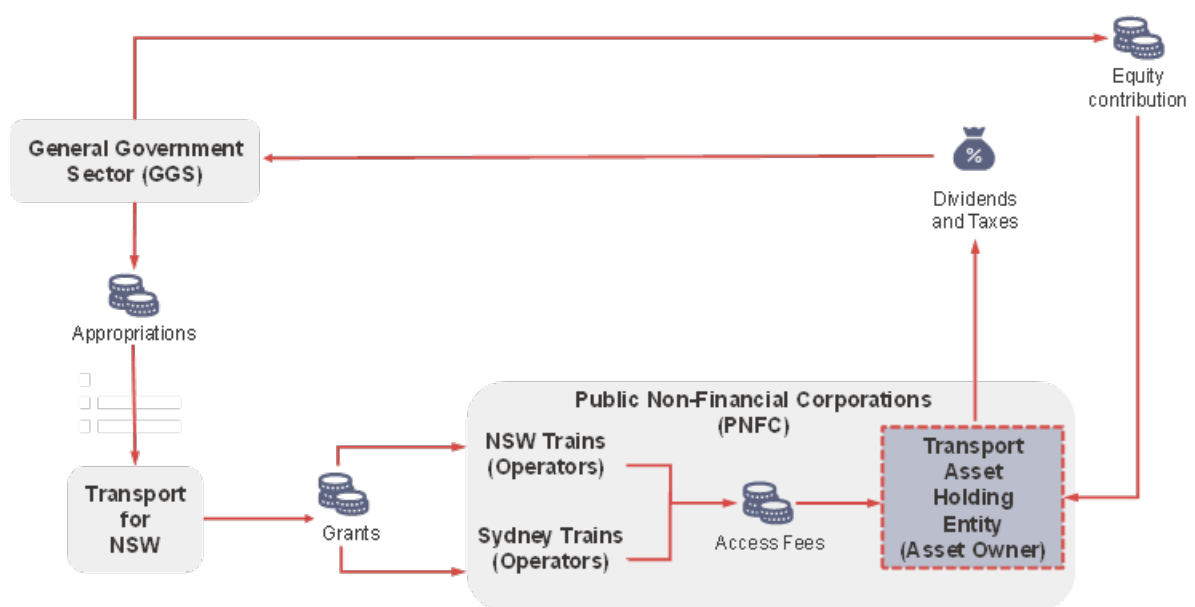 Equity
contribution
General Government
Sector (GGS)
%
Dividends
and Taxes
Appropriations
Public Non-Financial Corporations
(PNFC)
NSW Trains
(Operators)
Transport
Asset
Holding
Entity
(Asset Owner)
Transport
for
NSW
Grants
Sydney Trains
(Operators)
Access Fees